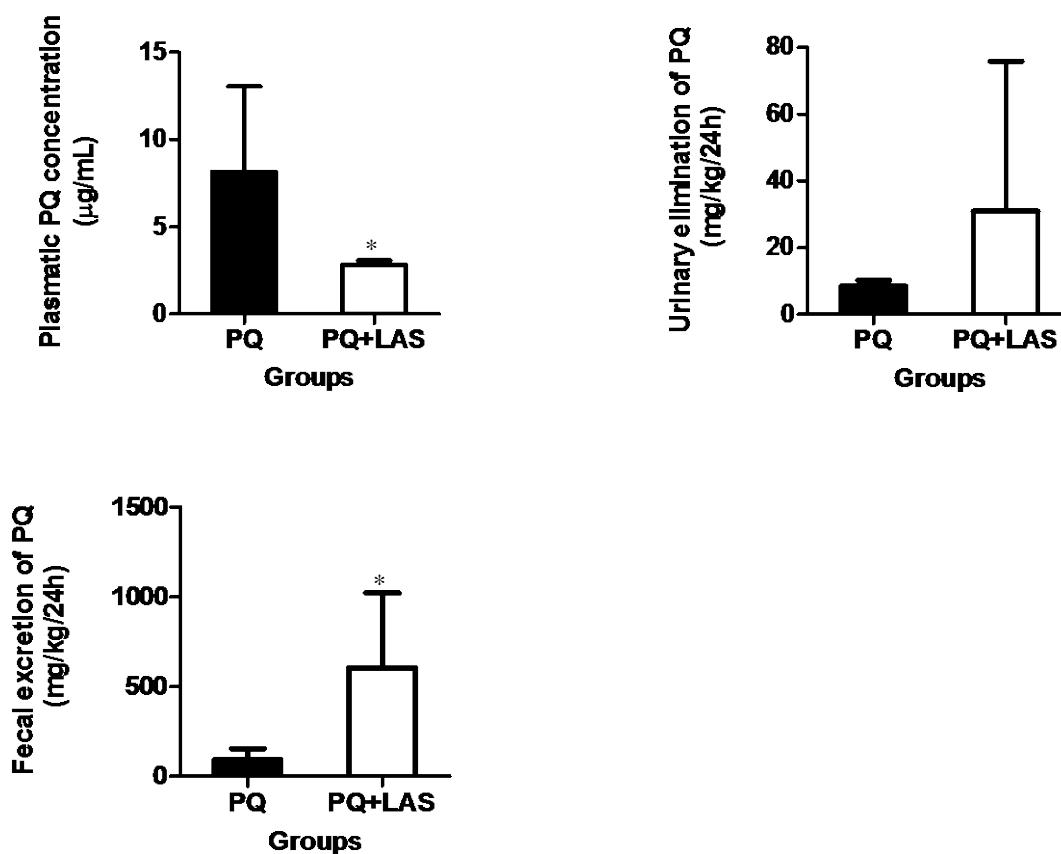 Plasmatic PQ concentration
(µg/mL)
15
10
5
0
*
PQ
PQ+LAS
Groups
Urinary elimination of PQ
(mg/kg/24h)
80
60
40
20
0
PQ
PQ+LAS
Groups
Fecal excretion of PQ
(mg/kg/24h)
1500
1000
500
0
*
PQ
PQ+LAS
Groups